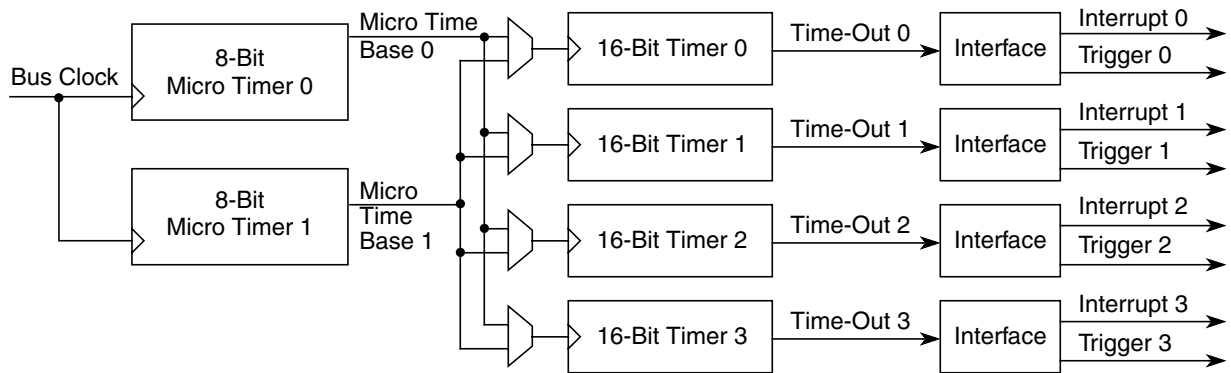 Bus Clock
8-Bit
Micro Timer 0
Micro Time
Base 0
16-Bit Timer 0
Time-Out 0
Interface
Interrupt 0
Trigger 0
16-Bit Timer 1
Time-Out 1
Interface
Interrupt 1
Trigger 1
8-Bit
Micro Timer 1
Micro
Time
Base 1
16-Bit Timer 2
Time-Out 2
Interface
Interrupt 2
Trigger 2
16-Bit Timer 3
Time-Out 3
Interface
Interrupt 3
Trigger 3